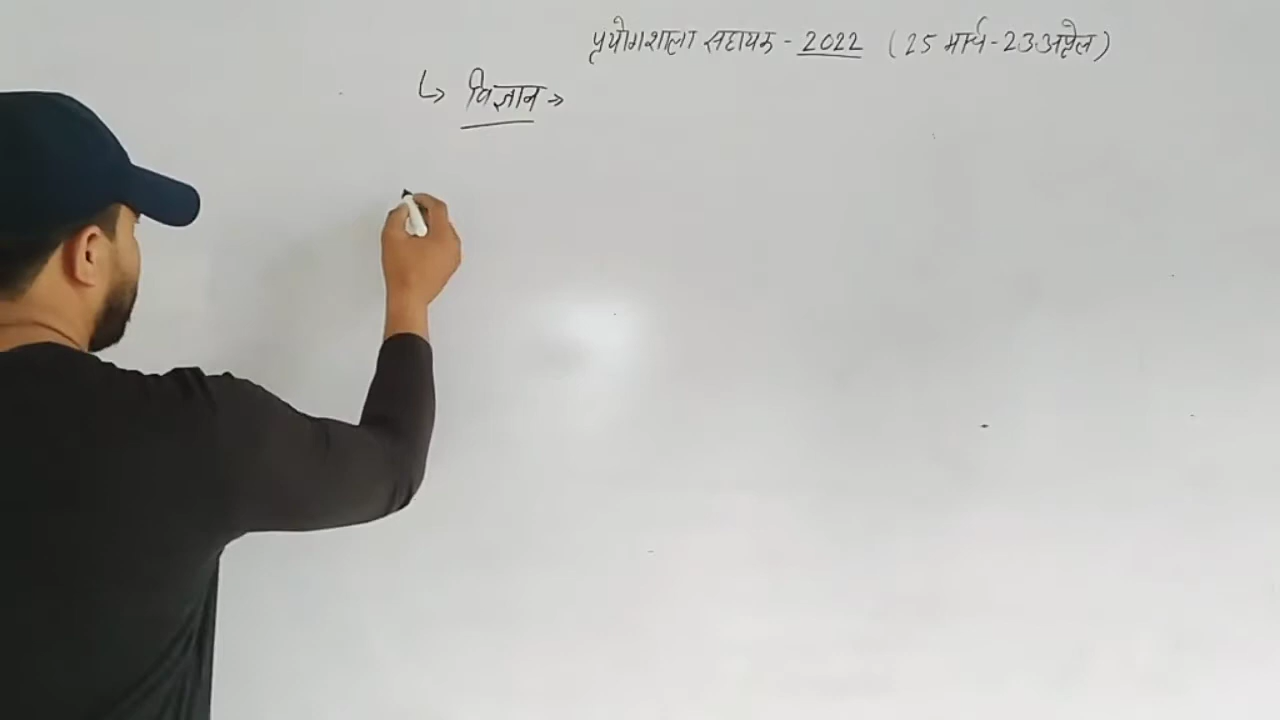 प्रयोगशाला सहायक - 2022 (25 मार्च - 23 अप्रेल)
↳ विज्ञान →